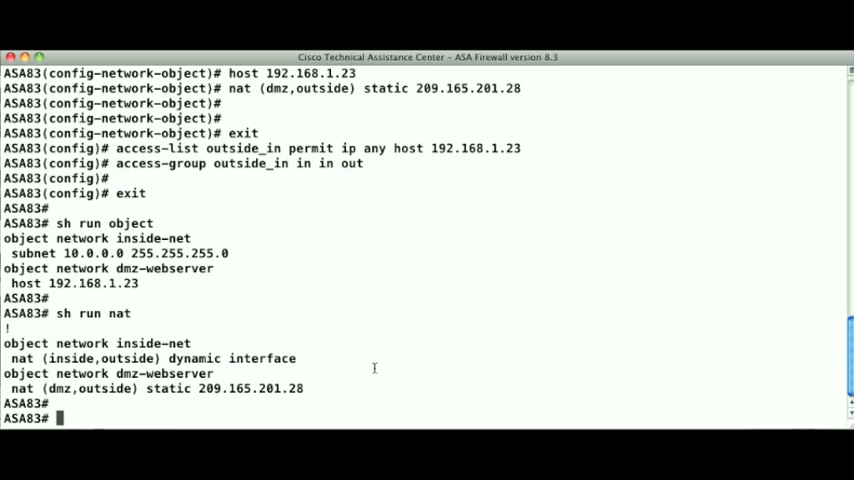 Cisco Technical Assistance Center – ASA Firewall version 8.3
ASA83(config-network-object)# host 192.168.1.23
ASA83(config-network-object)# nat (dmz,outside) static 209.165.201.28
ASA83(config-network-object)#
ASA83(config-network-object)#
ASA83(config-network-object)# exit
ASA83(config)# access-list outside_in permit ip any host 192.168.1.23
ASA83(config)# access-group outside_in in in out
ASA83(config)#
ASA83(config)# exit
ASA83#
ASA83# sh run object
object network inside-net
subnet 10.0.0.0 255.255.255.0
object network dmz-webserver
host 192.168.1.23
ASA83#
ASA83# sh run nat
!
object network inside-net
nat (inside,outside) dynamic interface
object network dmz-webserver
nat (dmz,outside) static 209.165.201.28
ASA83#
ASA83#